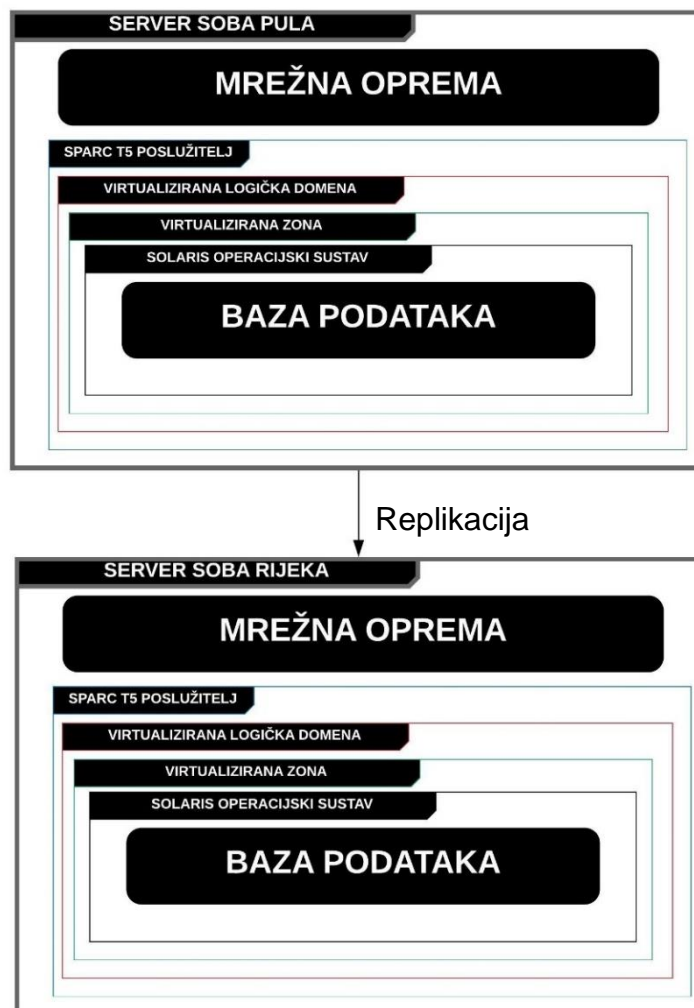 SERVER SOBA PULA
MREŽNA OPREMA
SPARC T5 POSLUŽITELJ
VIRTUALIZIRANA LOGIČKA DOMENA
VIRTUALIZIRANA ZONA
SOLARIS OPERACIJSKI SUSTAV
BAZA PODATAKA
Replikacija
SERVER SOBA RIJEKA
MREŽNA OPREMA
SPARC T5 POSLUŽITELJ
VIRTUALIZIRANA LOGIČKA DOMENA
VIRTUALIZIRANA ZONA
SOLARIS OPERACIJSKI SUSTAV
BAZA PODATAKA